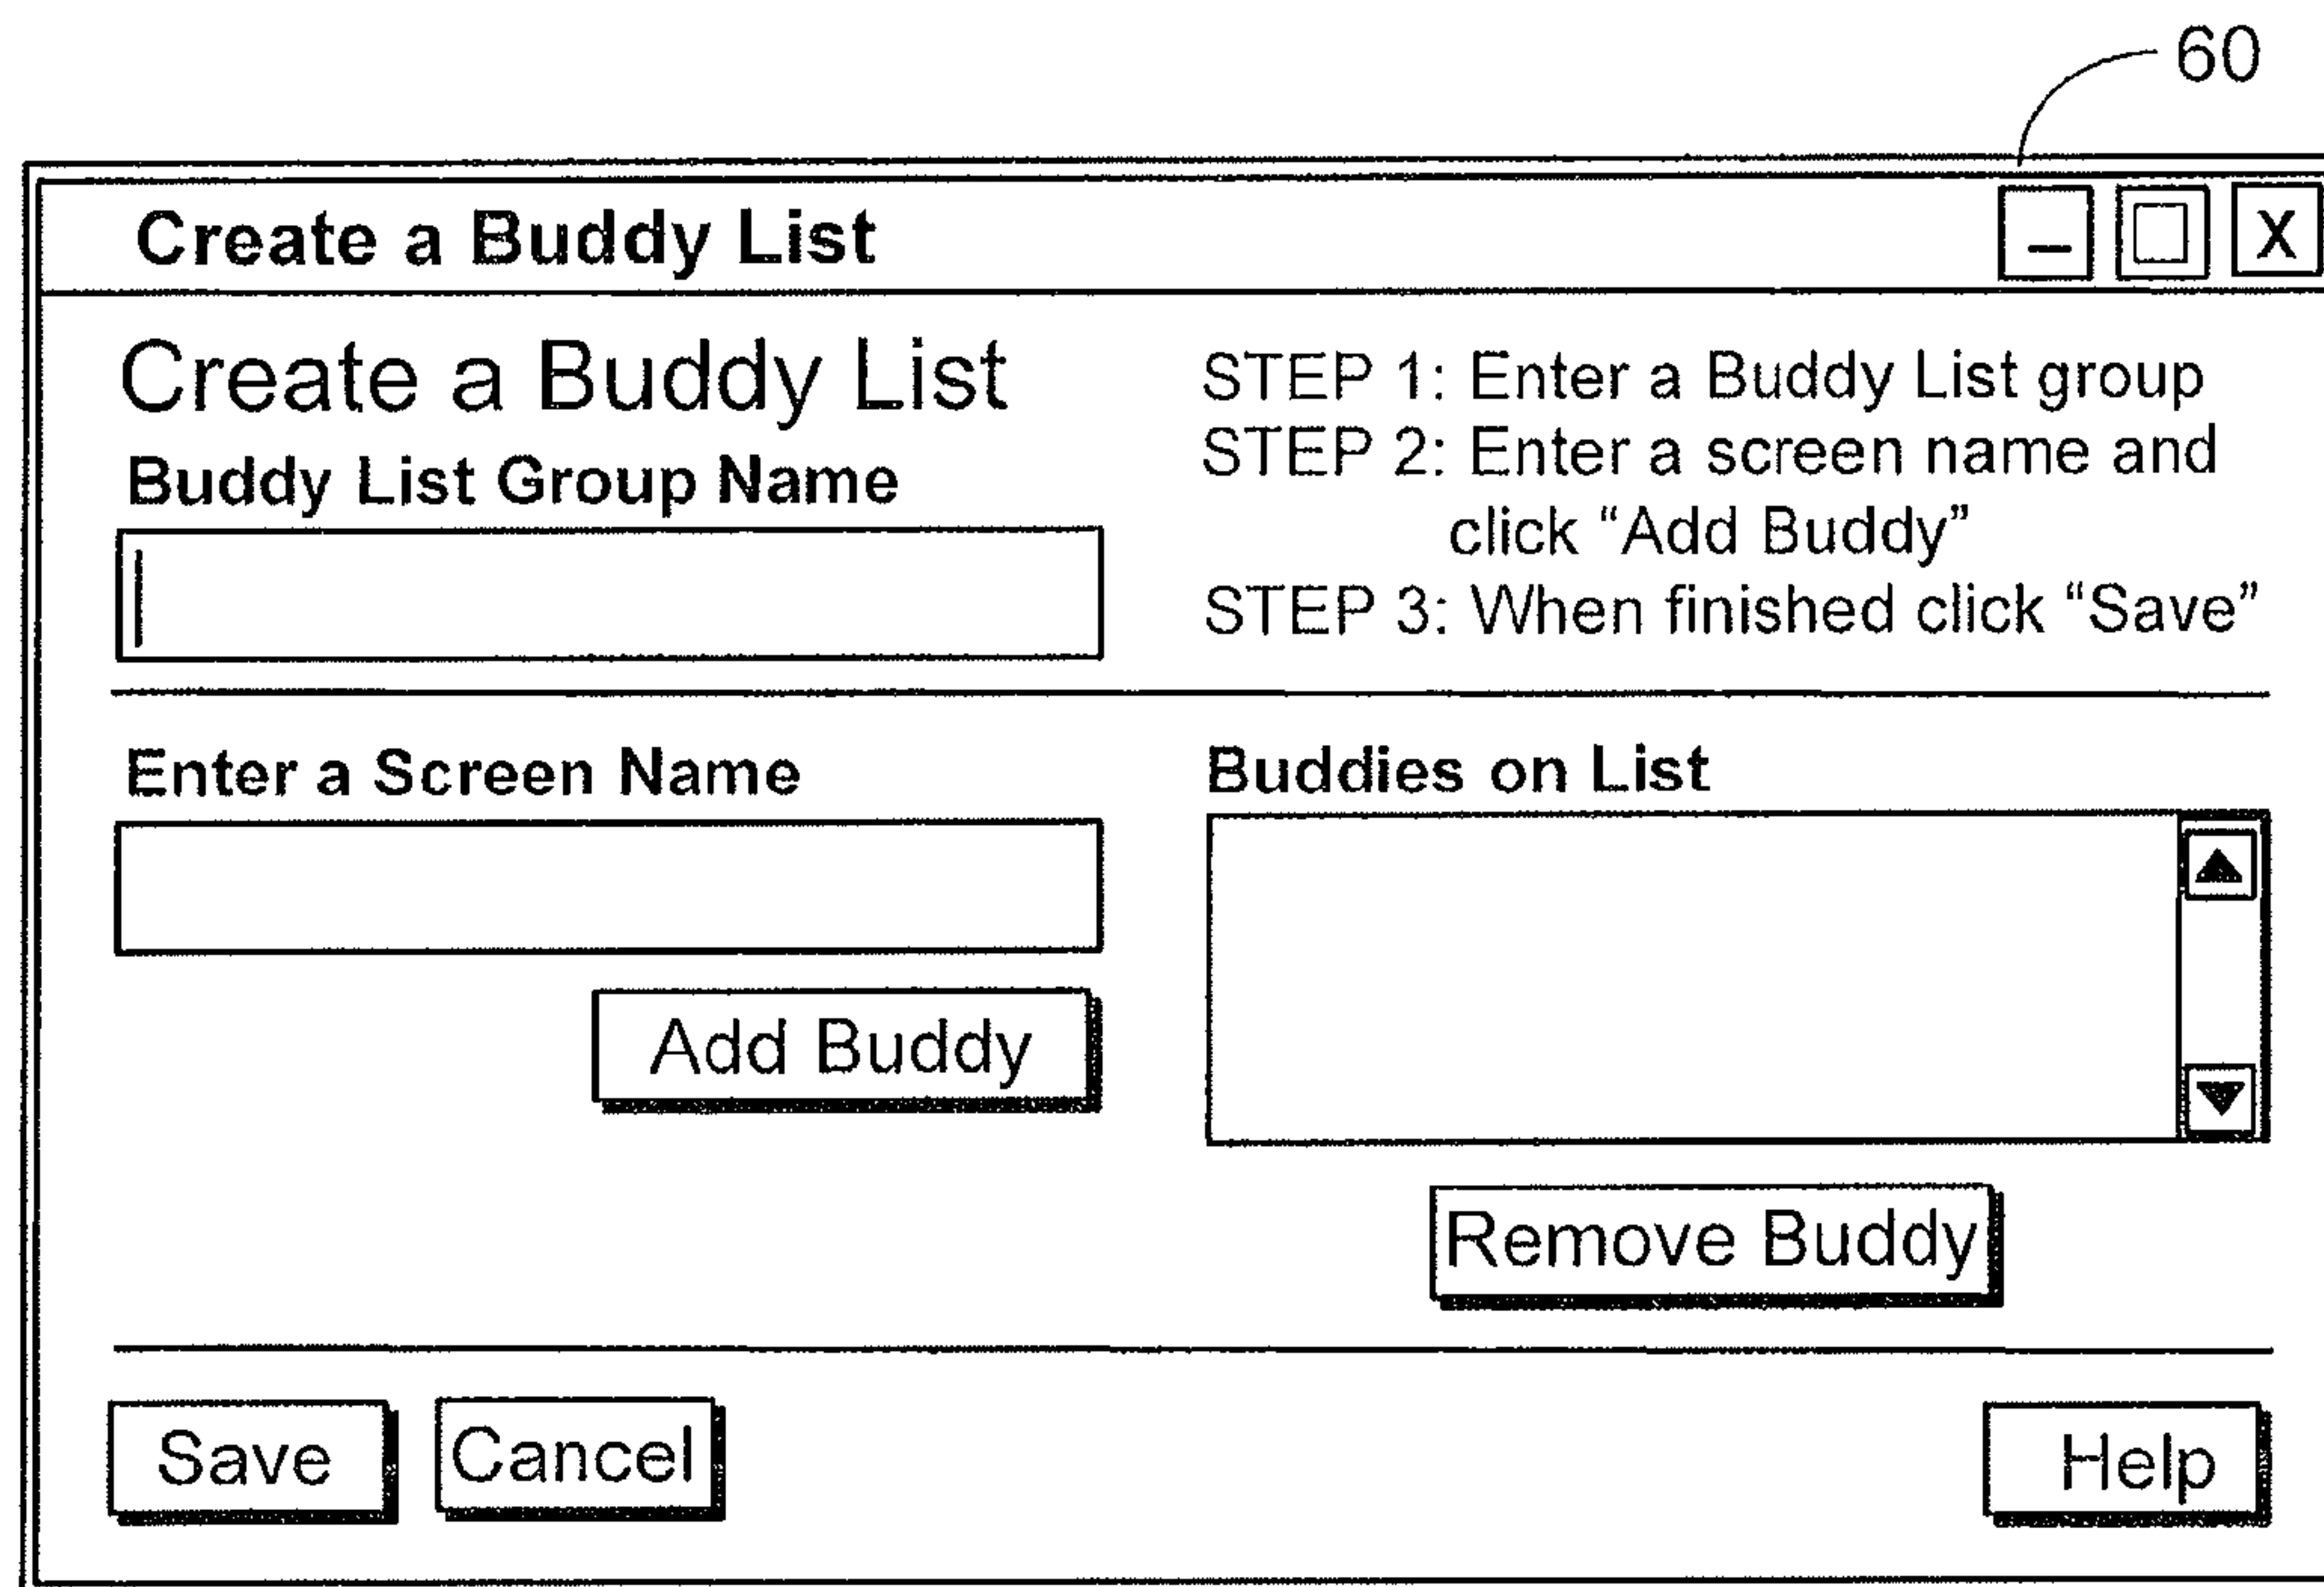 60
Create a Buddy List
X
Create a Buddy List
Buddy List Group Name
STEP 1: Enter a Buddy List group
STEP 2: Enter a screen name and
click “Add Buddy”
STEP 3: When finished click “Save”
Enter a Screen Name
Add Buddy
Buddies on List
Remove Buddy
Save
Cancel
Help